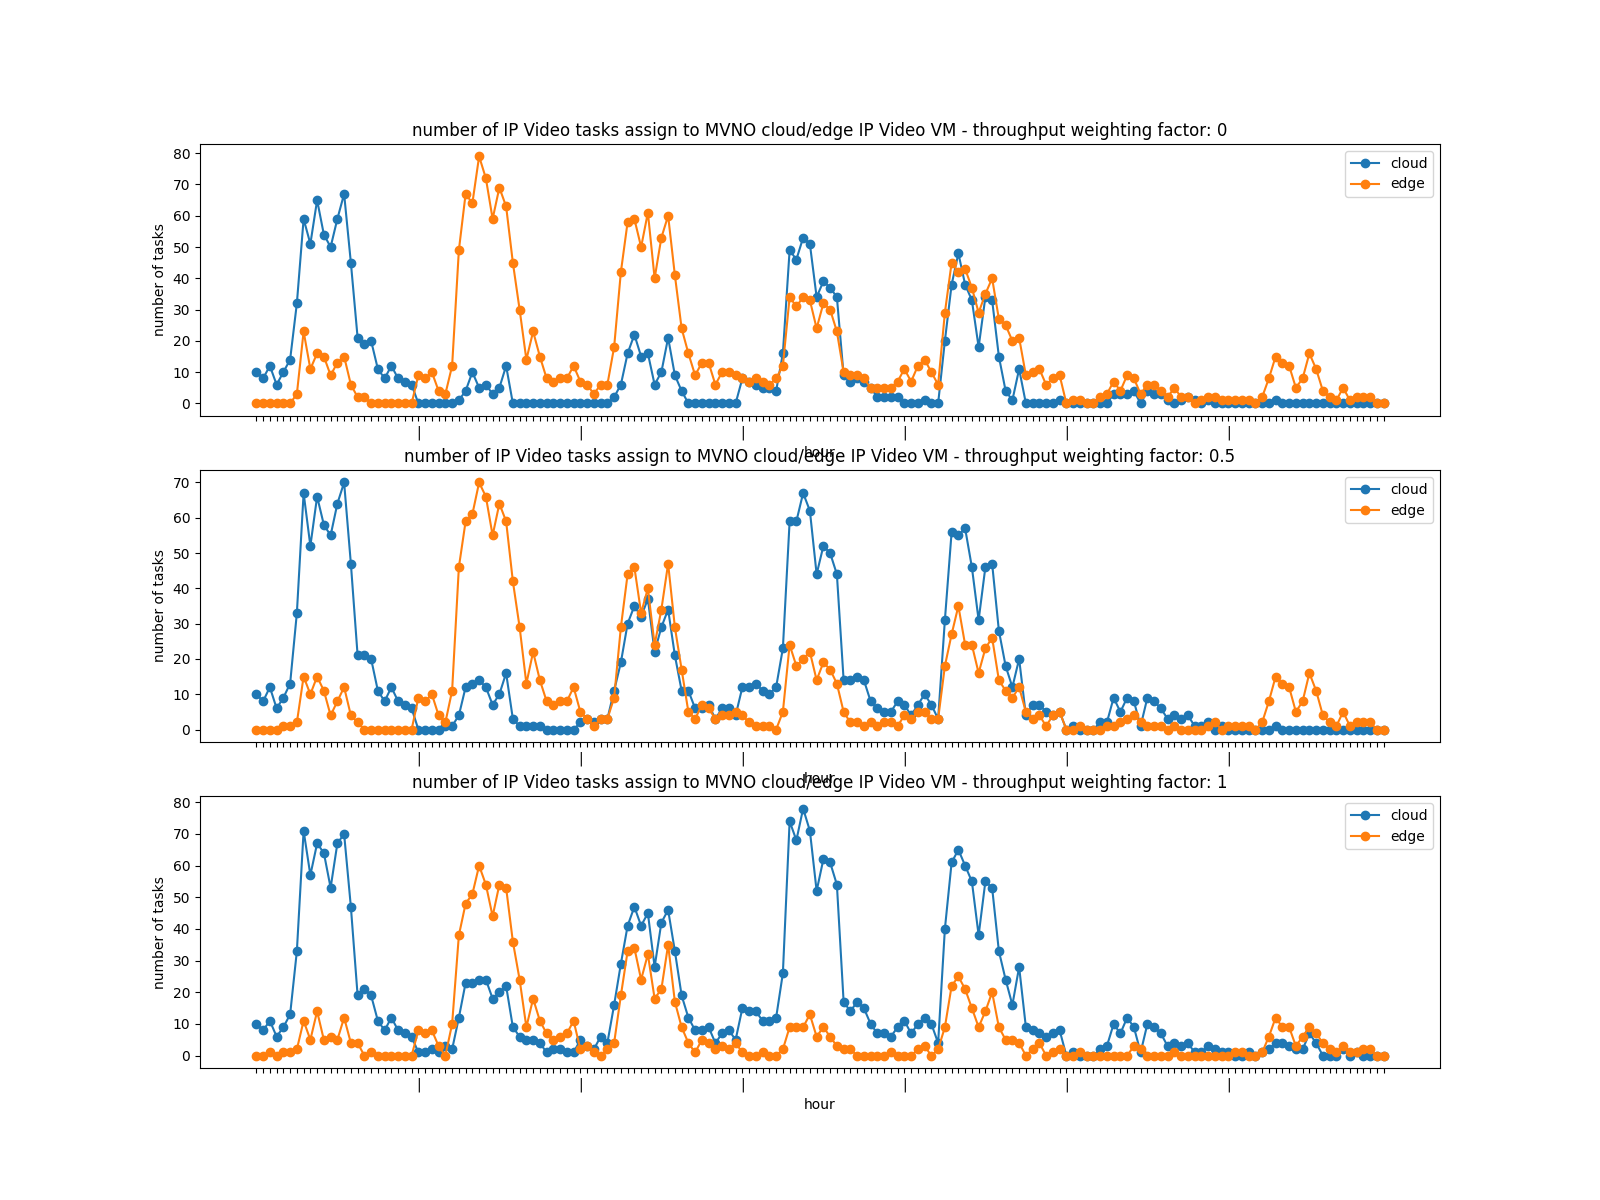 number of IP Video tasks assign to MVNO cloud/edge IP Video VM - throughput weighting factor: 0
80
70
60
50
40
30
20
10
0
number of tasks
cloud
edge
hour
number of IP Video tasks assign to MVNO cloud/edge IP Video VM - throughput weighting factor: 0.5
70
60
50
40
30
20
10
0
number of tasks
cloud
edge
hour
number of IP Video tasks assign to MVNO cloud/edge IP Video VM - throughput weighting factor: 1
80
70
60
50
40
30
20
10
0
number of tasks
cloud
edge
hour